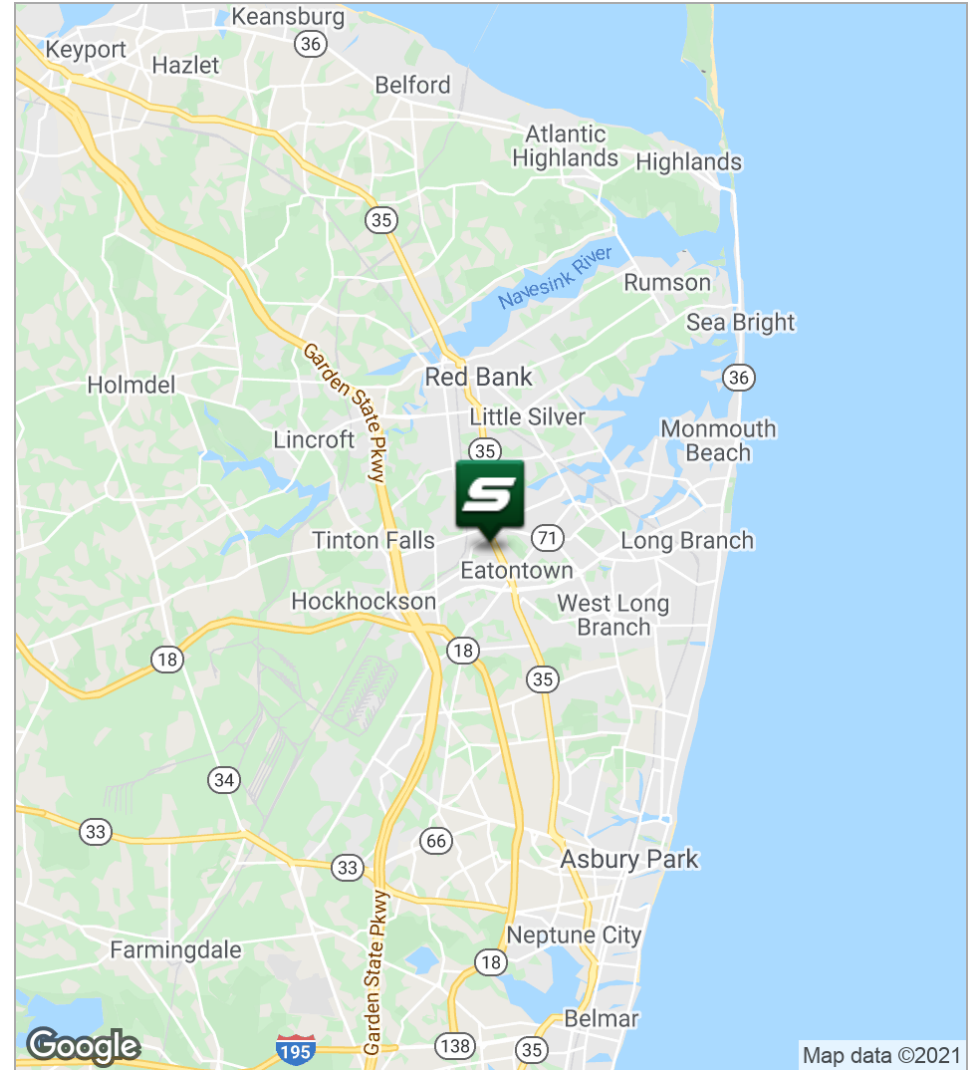 Keansburg
36
Keyport
Hazlet
Belford
Atlantic
Highlands
Highlands
35
Navesink River
Rumson
Sea Bright
Garden State Pkwy
36
Red Bank
Holmdel
Little Silver
Monmouth
Beach
Lincroft
35
S
71
Tinton Falls
Long Branch
Eatontown
Hockhockson
West Long
Branch
18
18
35
34
33
66
33
Asbury Park
Garden State Pkwy
Neptune City
Farmingdale
18
Belmar
Google
195
138
35
Map data ©2021